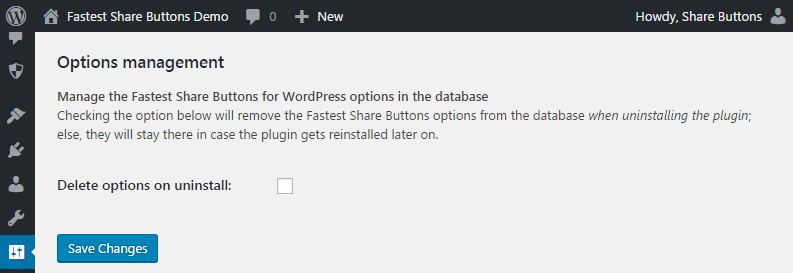 Fastest Share Buttons Demo 0 New Howdy, Share Buttons
Options management
Manage the Fastest Share Buttons for WordPress options in the database
Checking the option below will remove the Fastest Share Buttons options from the database when uninstalling the plugin;
else, they will stay there in case the plugin gets reinstalled later on.
Delete options on uninstall:
Save Changes